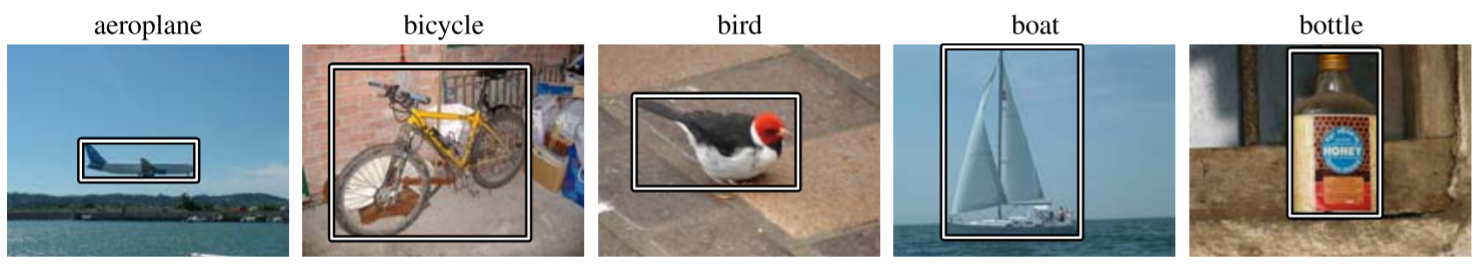 aeroplane
bicycle
bird
boat
bottle
HONEY